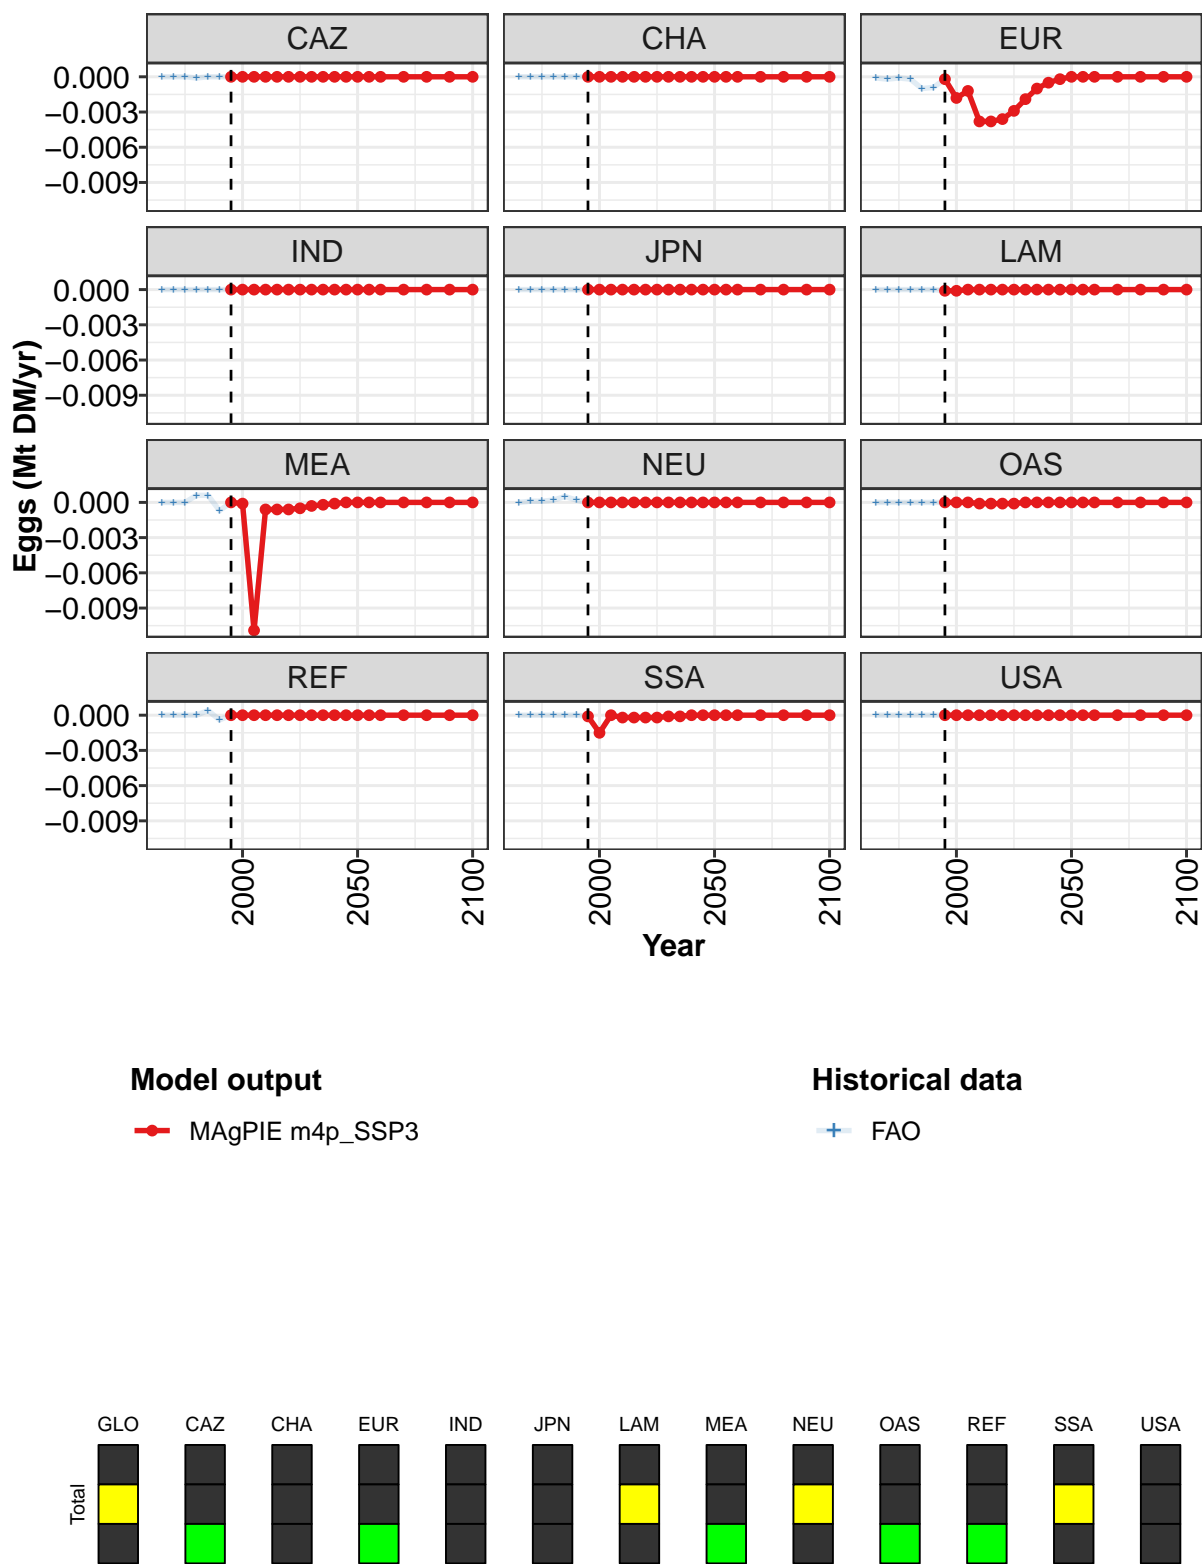 CAZ CHA EUR
0.000
−0.003
−0.006
−0.009
IND JPN LAM
0.000
−0.003
−0.006
−0.009
MEA NEU OAS
0.000
−0.003
−0.006
−0.009
REF SSA USA
0.000
−0.003
−0.006
−0.009
Eggs (Mt DM/yr)
2000 2050 2100 2000 2050 2100 2000 2050 2100
Year
Model output Historical data
MAgPIE m4p_SSP3 FAO
GLO CAZ CHA EUR IND JPN LAM MEA NEU OAS REF SSA USA
Total